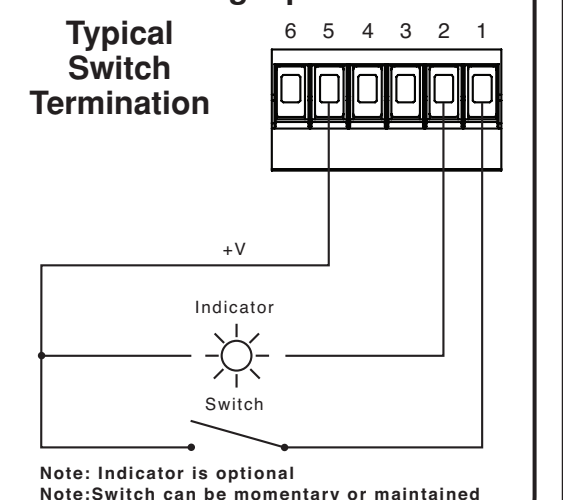 Typical
Switch
Termination
6 5 4 3 2 1
+V
Indicator
Switch
Note: Indicator is optional
Note:Switch can be momentary or maintained